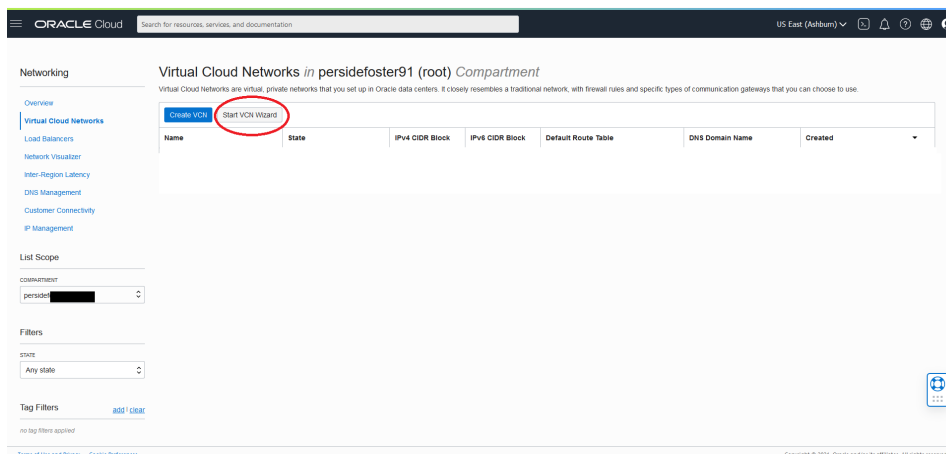 ORACLE Cloud
Search for resources, services, and documentation
US East (Ashburn)
Networking
Overview
Virtual Cloud Networks
Load Balancers
Network Visualizer
Inter-Region Latency
DNS Management
Customer Connectivity
IP Management
List Scope
COMPARTMENT
persidef
Filters
STATE
Any state
Tag Filters
add | clear
no tag filters applied
Virtual Cloud Networks in persidefoster91 (root) Compartment
Virtual Cloud Networks are virtual, private networks that you set up in Oracle data centers. It closely resembles a traditional network, with firewall rules and specific types of communication gateways that you can choose to use.
Create VCN
Start VCN Wizard
Name State IPv4 CIDR Block IPv6 CIDR Block Default Route Table DNS Domain Name Created